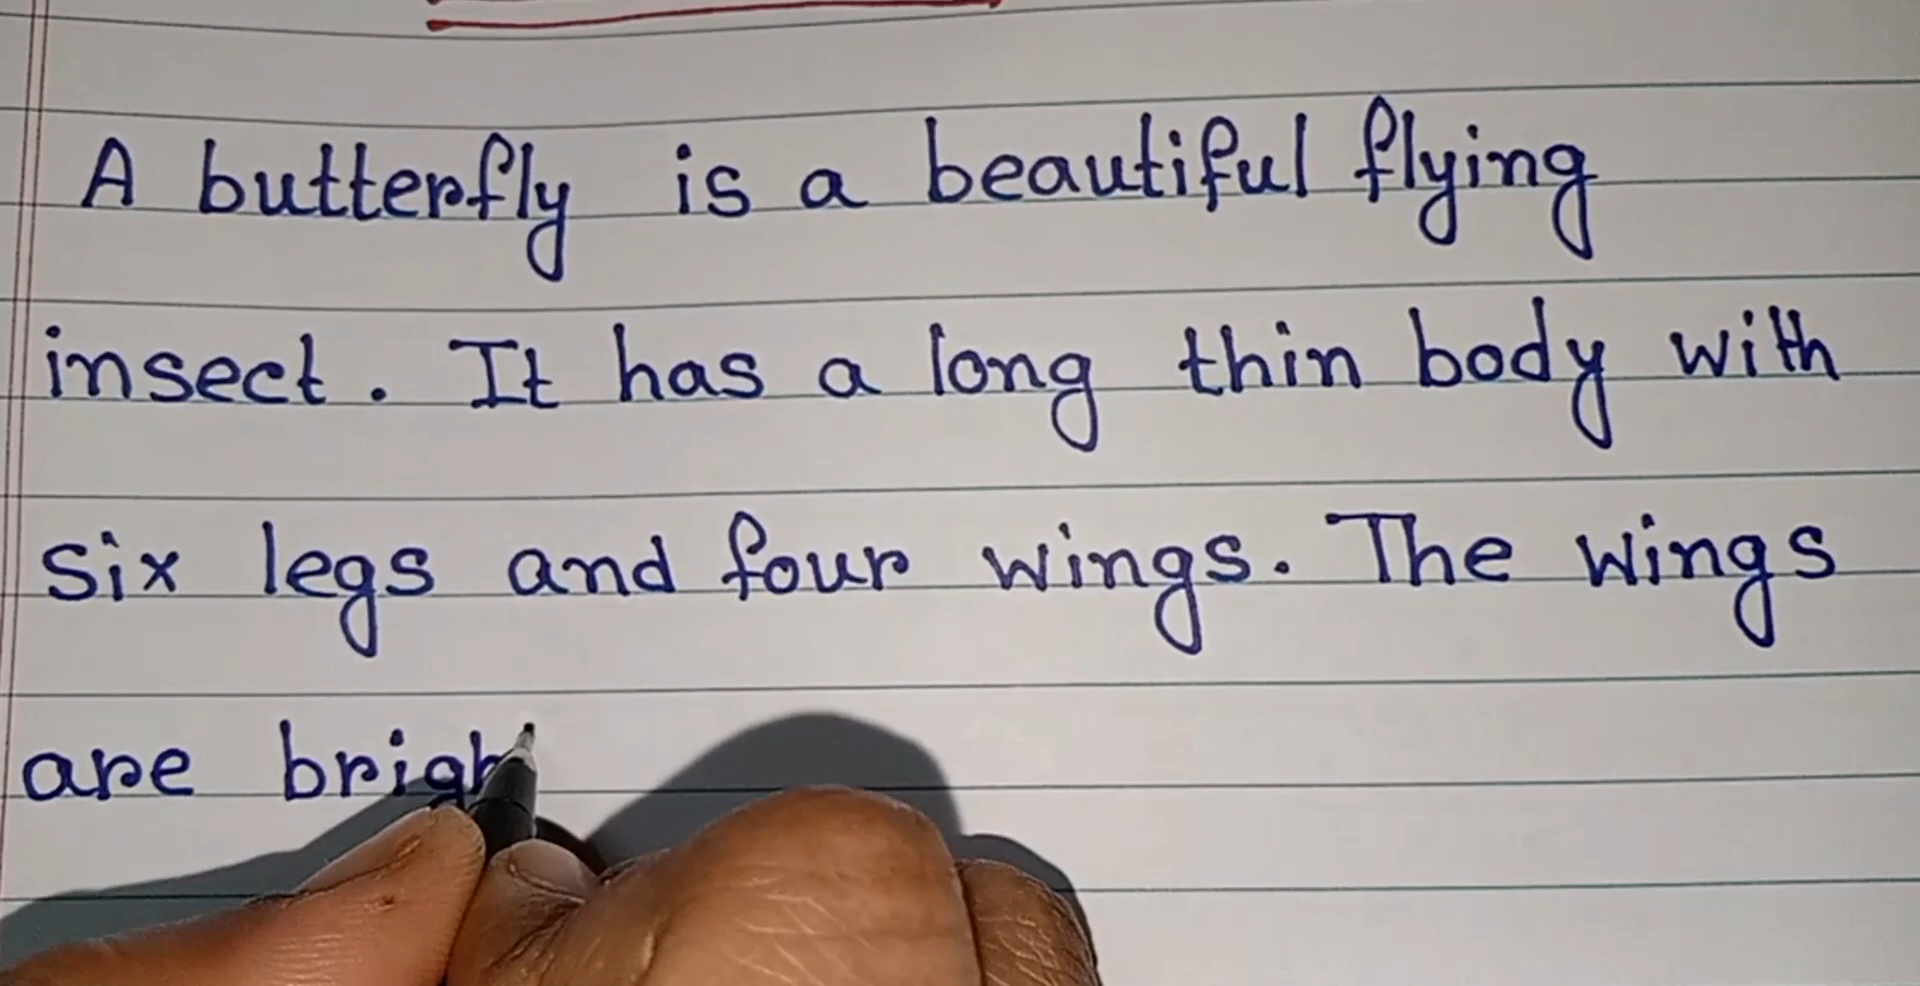 A butterfly is a beautiful flying
insect. It has a long thin body with
six legs and four wings. The wings
are brigh